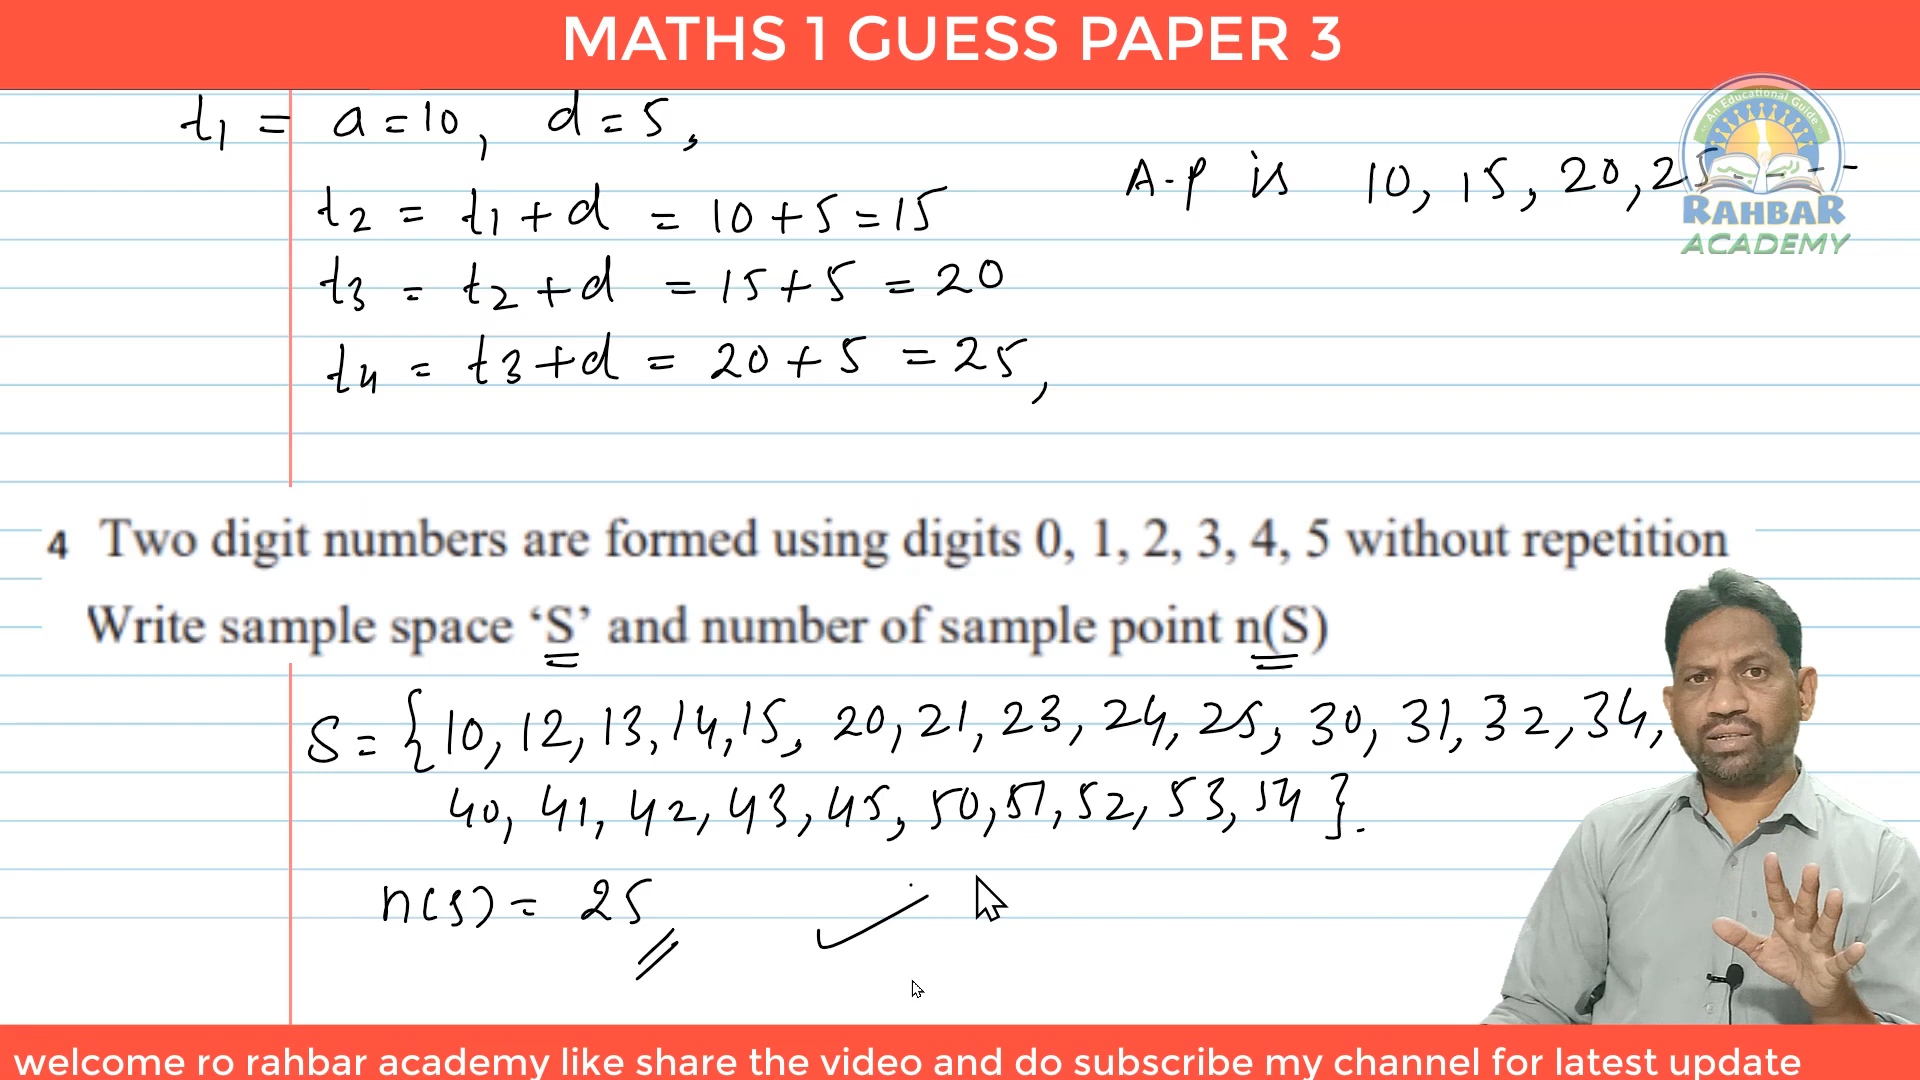 MATHS 1 GUESS PAPER 3
t1 = a=10, d=5,
A-P is 10, 15, 20, 25 - - - -
t2 = t1+d = 10+5=15
t3 = t2+d = 15+5 = 20
t4 = t3+d = 20+5 = 25,
An Educational Guide
RAHBAR
ACADEMY
4 Two digit numbers are formed using digits 0, 1, 2, 3, 4, 5 without repetition
Write sample space ‘S’ and number of sample point n(S)
S = {10, 12, 13, 14, 15, 20, 21, 23, 24, 25, 30, 31, 32, 34,
40, 41, 42, 43, 45, 50, 51, 52, 53, 54 }.
n(S) = 25
welcome ro rahbar academy like share the video and do subscribe my channel for latest update